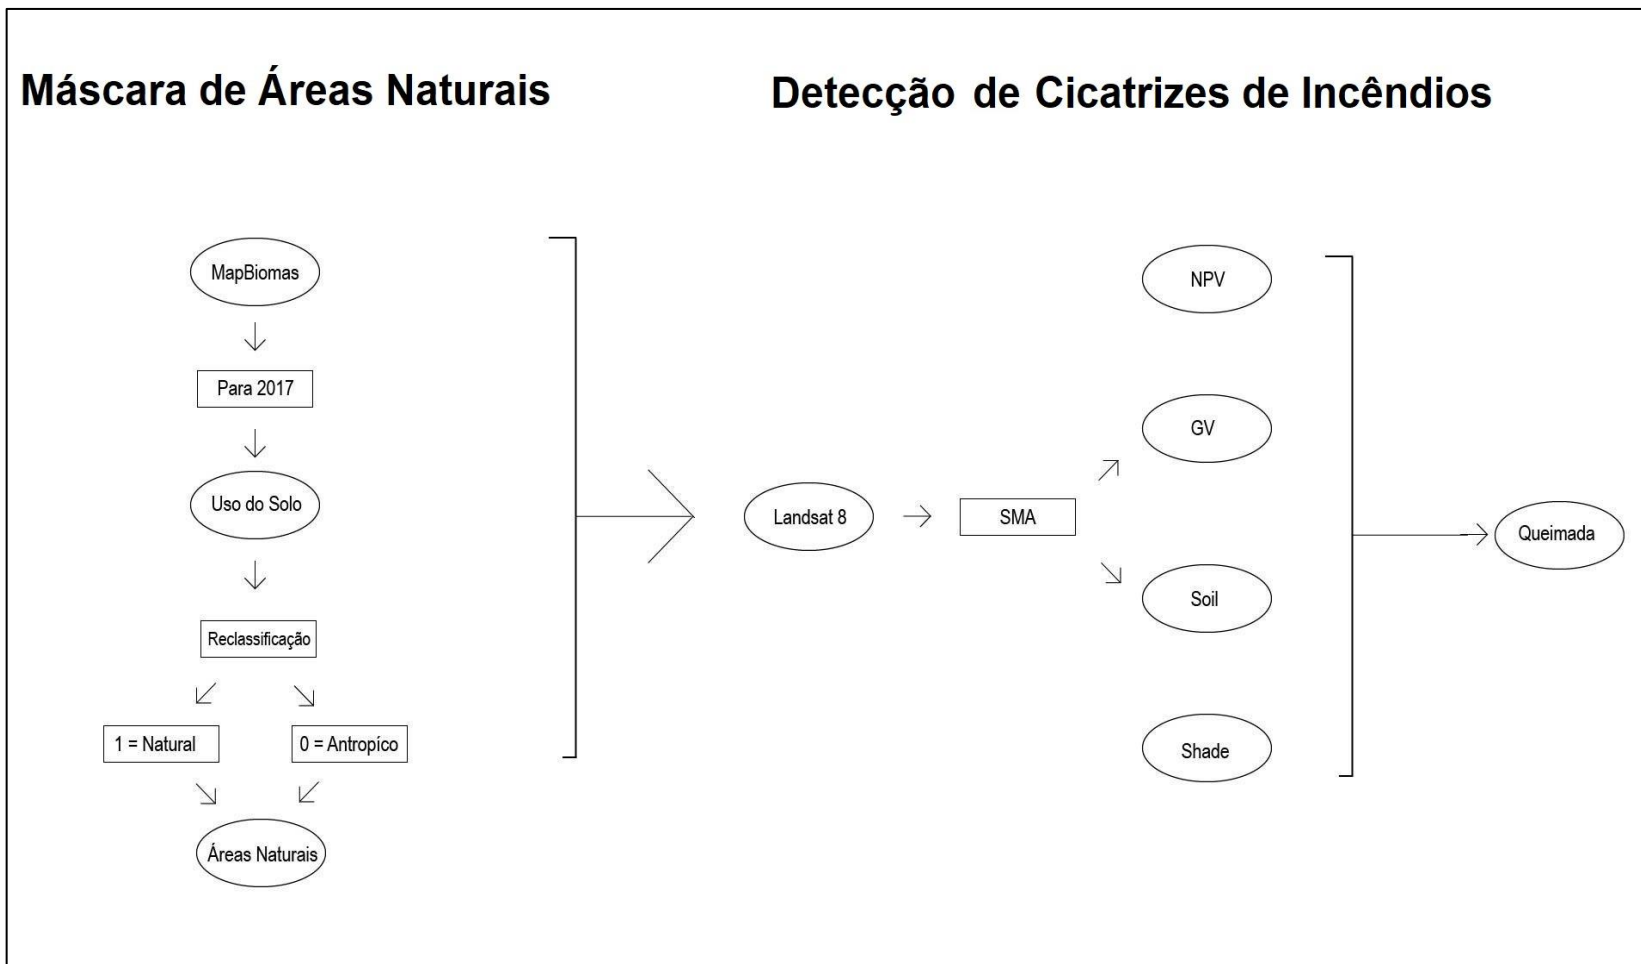 Máscara de Áreas Naturais
Detecção de Cicatrizes de Incêndios
MapBiomas
Para 2017
Uso do Solo
Reclassificação
1 = Natural
0 = Antropíco
Áreas Naturais
Landsat 8
SMA
NPV
GV
Soil
Shade
Queimada